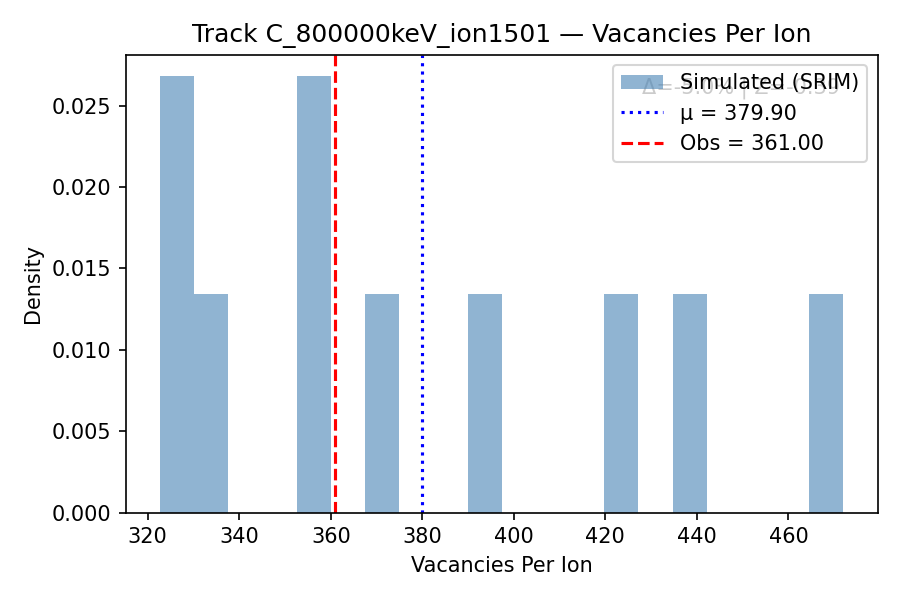 Track C_800000keV_ion1501 — Vacancies Per Ion
Simulated (SRIM)
μ = 379.90
Obs = 361.00
Density
0.025
0.020
0.015
0.010
0.005
0.000
320
340
360
380
400
420
440
460
Vacancies Per Ion